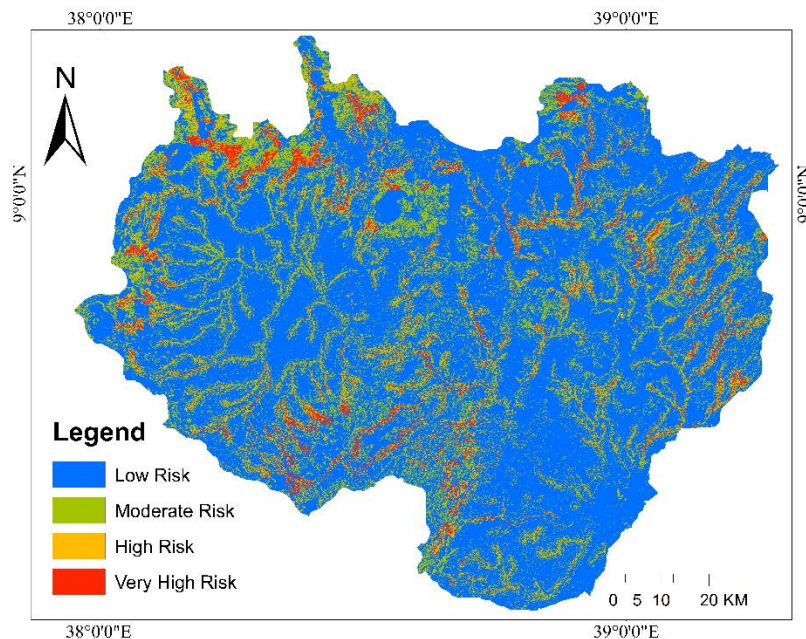 38°0'0"E 39°0'0"E
N
9°0'0"N 9°0'0"N
Legend
Low Risk
Moderate Risk
High Risk
Very High Risk
0 5 10 20 KM
38°0'0"E 39°0'0"E